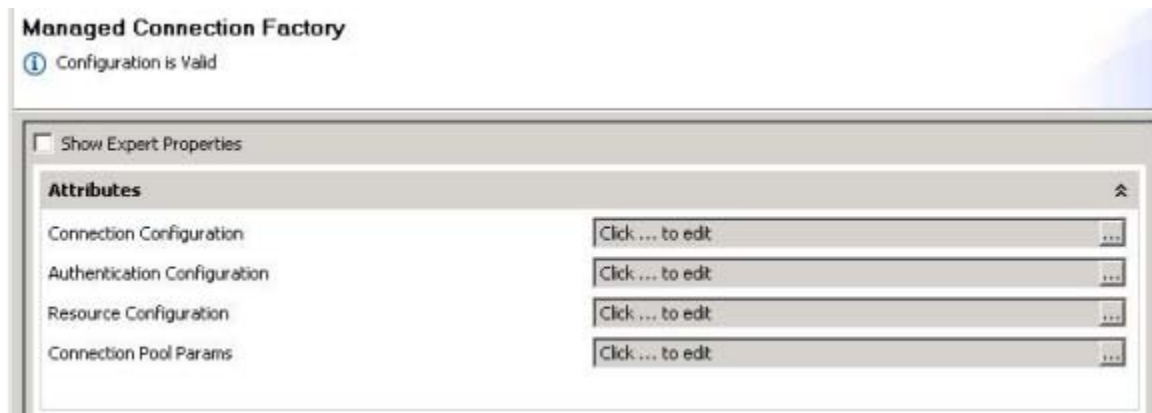 Managed Connection Factory
Configuration is Valid
Show Expert Properties
Attributes
Connection Configuration Click ... to edit ...
Authentication Configuration Click ... to edit ...
Resource Configuration Click ... to edit ...
Connection Pool Params Click ... to edit ...